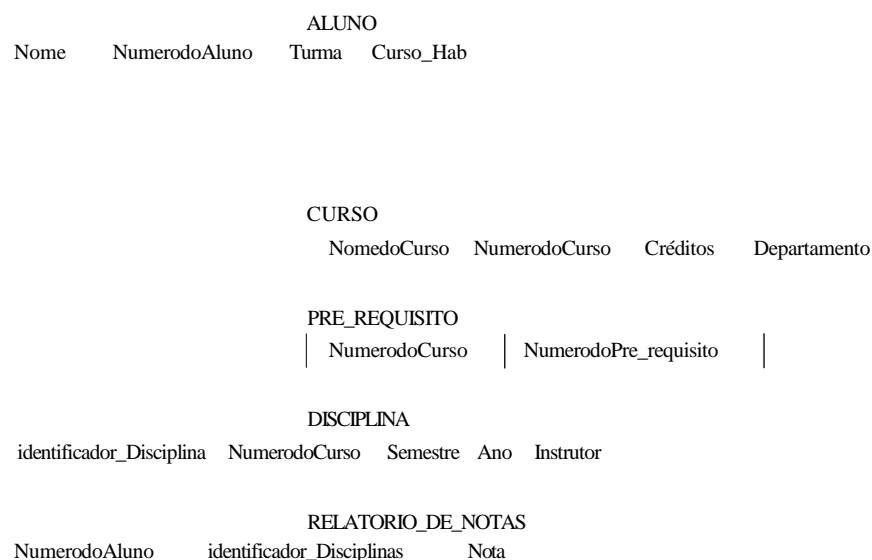 ALUNO
Nome NumerodoAluno Turma Curso_Hab
CURSO
NomedoCurso NumerodoCurso Créditos Departamento
PRE_REQUISITO
NumerodoCurso NumerodoPre_requisito
DISCIPLINA
identificador_Disciplina NumerodoCurso Semestre Ano Instrutor
RELATORIO_DE_NOTAS
NumerodoAluno identificador_Disciplinas Nota